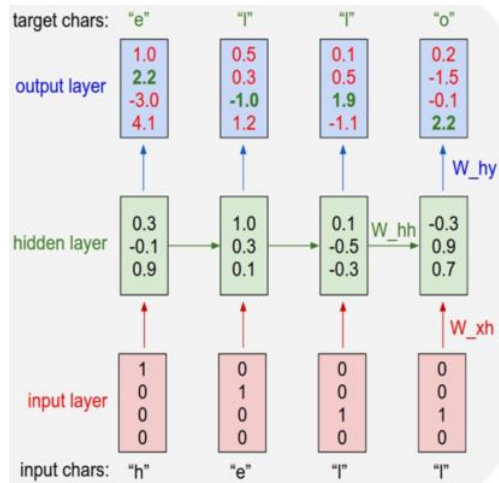 target chars: “e” “l” “l” “o”
output layer
1.0 0.5 0.1 0.2
2.2 0.3 0.5 -1.5
-3.0 -1.0 1.9 -0.1
4.1 1.2 -1.1 2.2
W_hy
hidden layer
0.3 1.0 0.1 -0.3
-0.1 0.3 -0.5 0.9
0.9 0.1 -0.3 0.7
W_hh
W_xh
input layer
1 0 0 0
0 1 0 0
0 0 1 1
0 0 0 0
input chars: “h” “e” “l” “l”